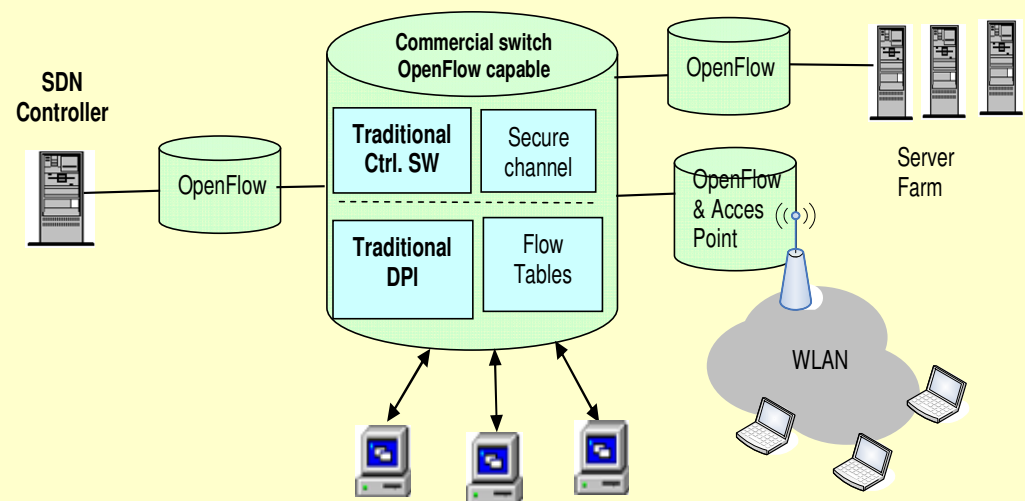 Commercial switch
OpenFlow capable
SDN
Controller
OpenFlow
Traditional
Ctrl. SW
Secure
channel
Traditional
DPI
Flow
Tables
OpenFlow
Server
Farm
OpenFlow
& Acces
Point
WLAN